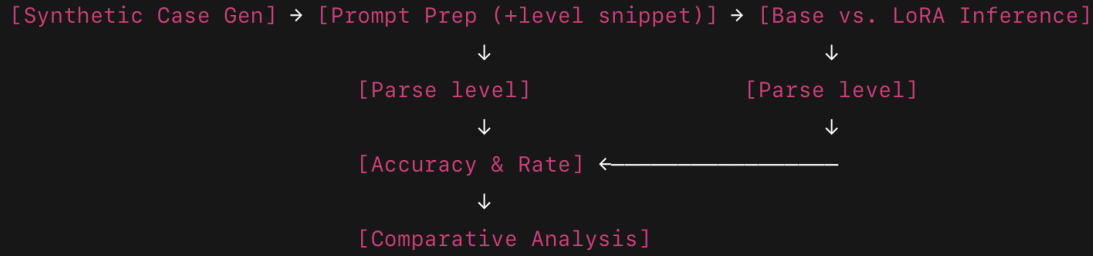 [Synthetic Case Gen] → [Prompt Prep (+level snippet)] → [Base vs. LoRA Inference]
↓ ↓
[Parse level] [Parse level]
↓ ↓
[Accuracy & Rate] ←─────────────────
↓
[Comparative Analysis]